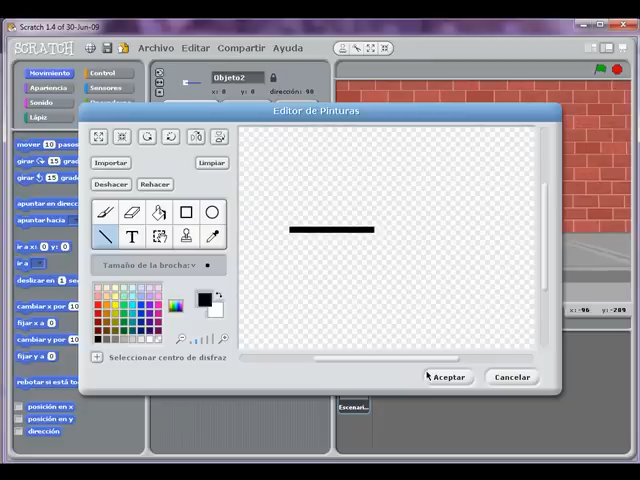 Scratch 1.4 of 30-Jun-09
SCRATCH Archivo Editar Compartir Ayuda
Movimiento Control
Apariencia Sensores
Sonido
Lápiz
Objeto2
x: 0 y: 0 dirección: 90
Editor de Pinturas
Importar Limpiar
Deshacer Rehacer
T
Tamaño de la brocha:
Seleccionar centro de disfraz
Aceptar Cancelar
mover 10 pasos
girar 15 grad
girar 15 grad
apuntar en direcc
apuntar hacia
ir a x: 0 y: 0
ir a
deslizar en 1 seg
cambiar x por 10
fijar x a 0
cambiar y por 10
fijar y a 0
rebotar si está to
posición en x
posición en y
dirección
x: -96 y: -209
Escenari